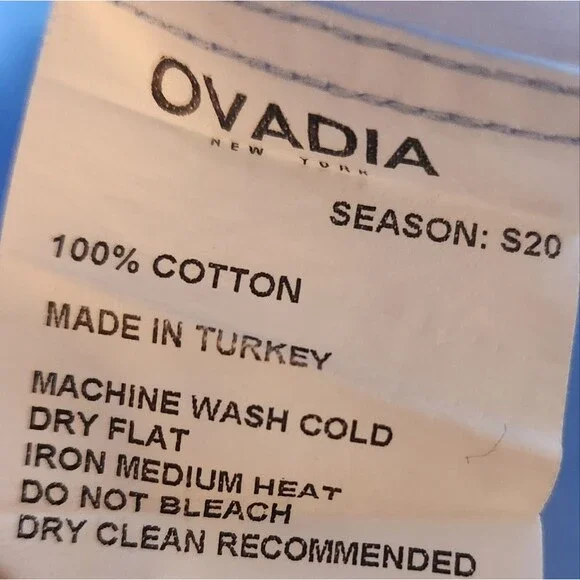 OVADIA
NEW YORK
SEASON: S20
100% COTTON
MADE IN TURKEY
MACHINE WASH COLD
DRY FLAT
IRON MEDIUM HEAT
DO NOT BLEACH
DRY CLEAN RECOMMENDED